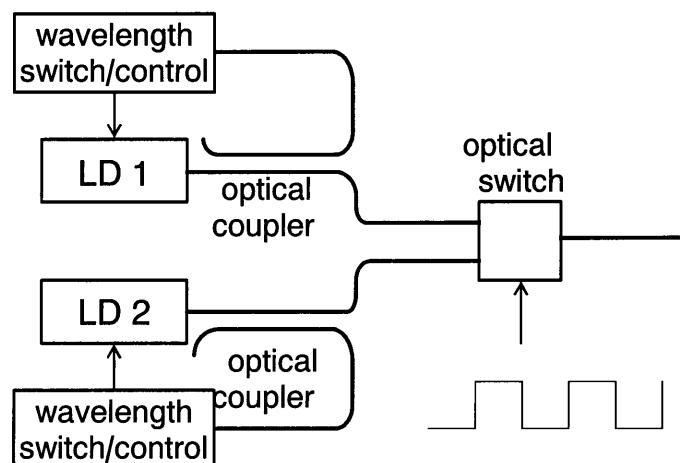 wavelength
switch/control
LD 1
optical
coupler
optical
switch
LD 2
optical
coupler
wavelength
switch/control